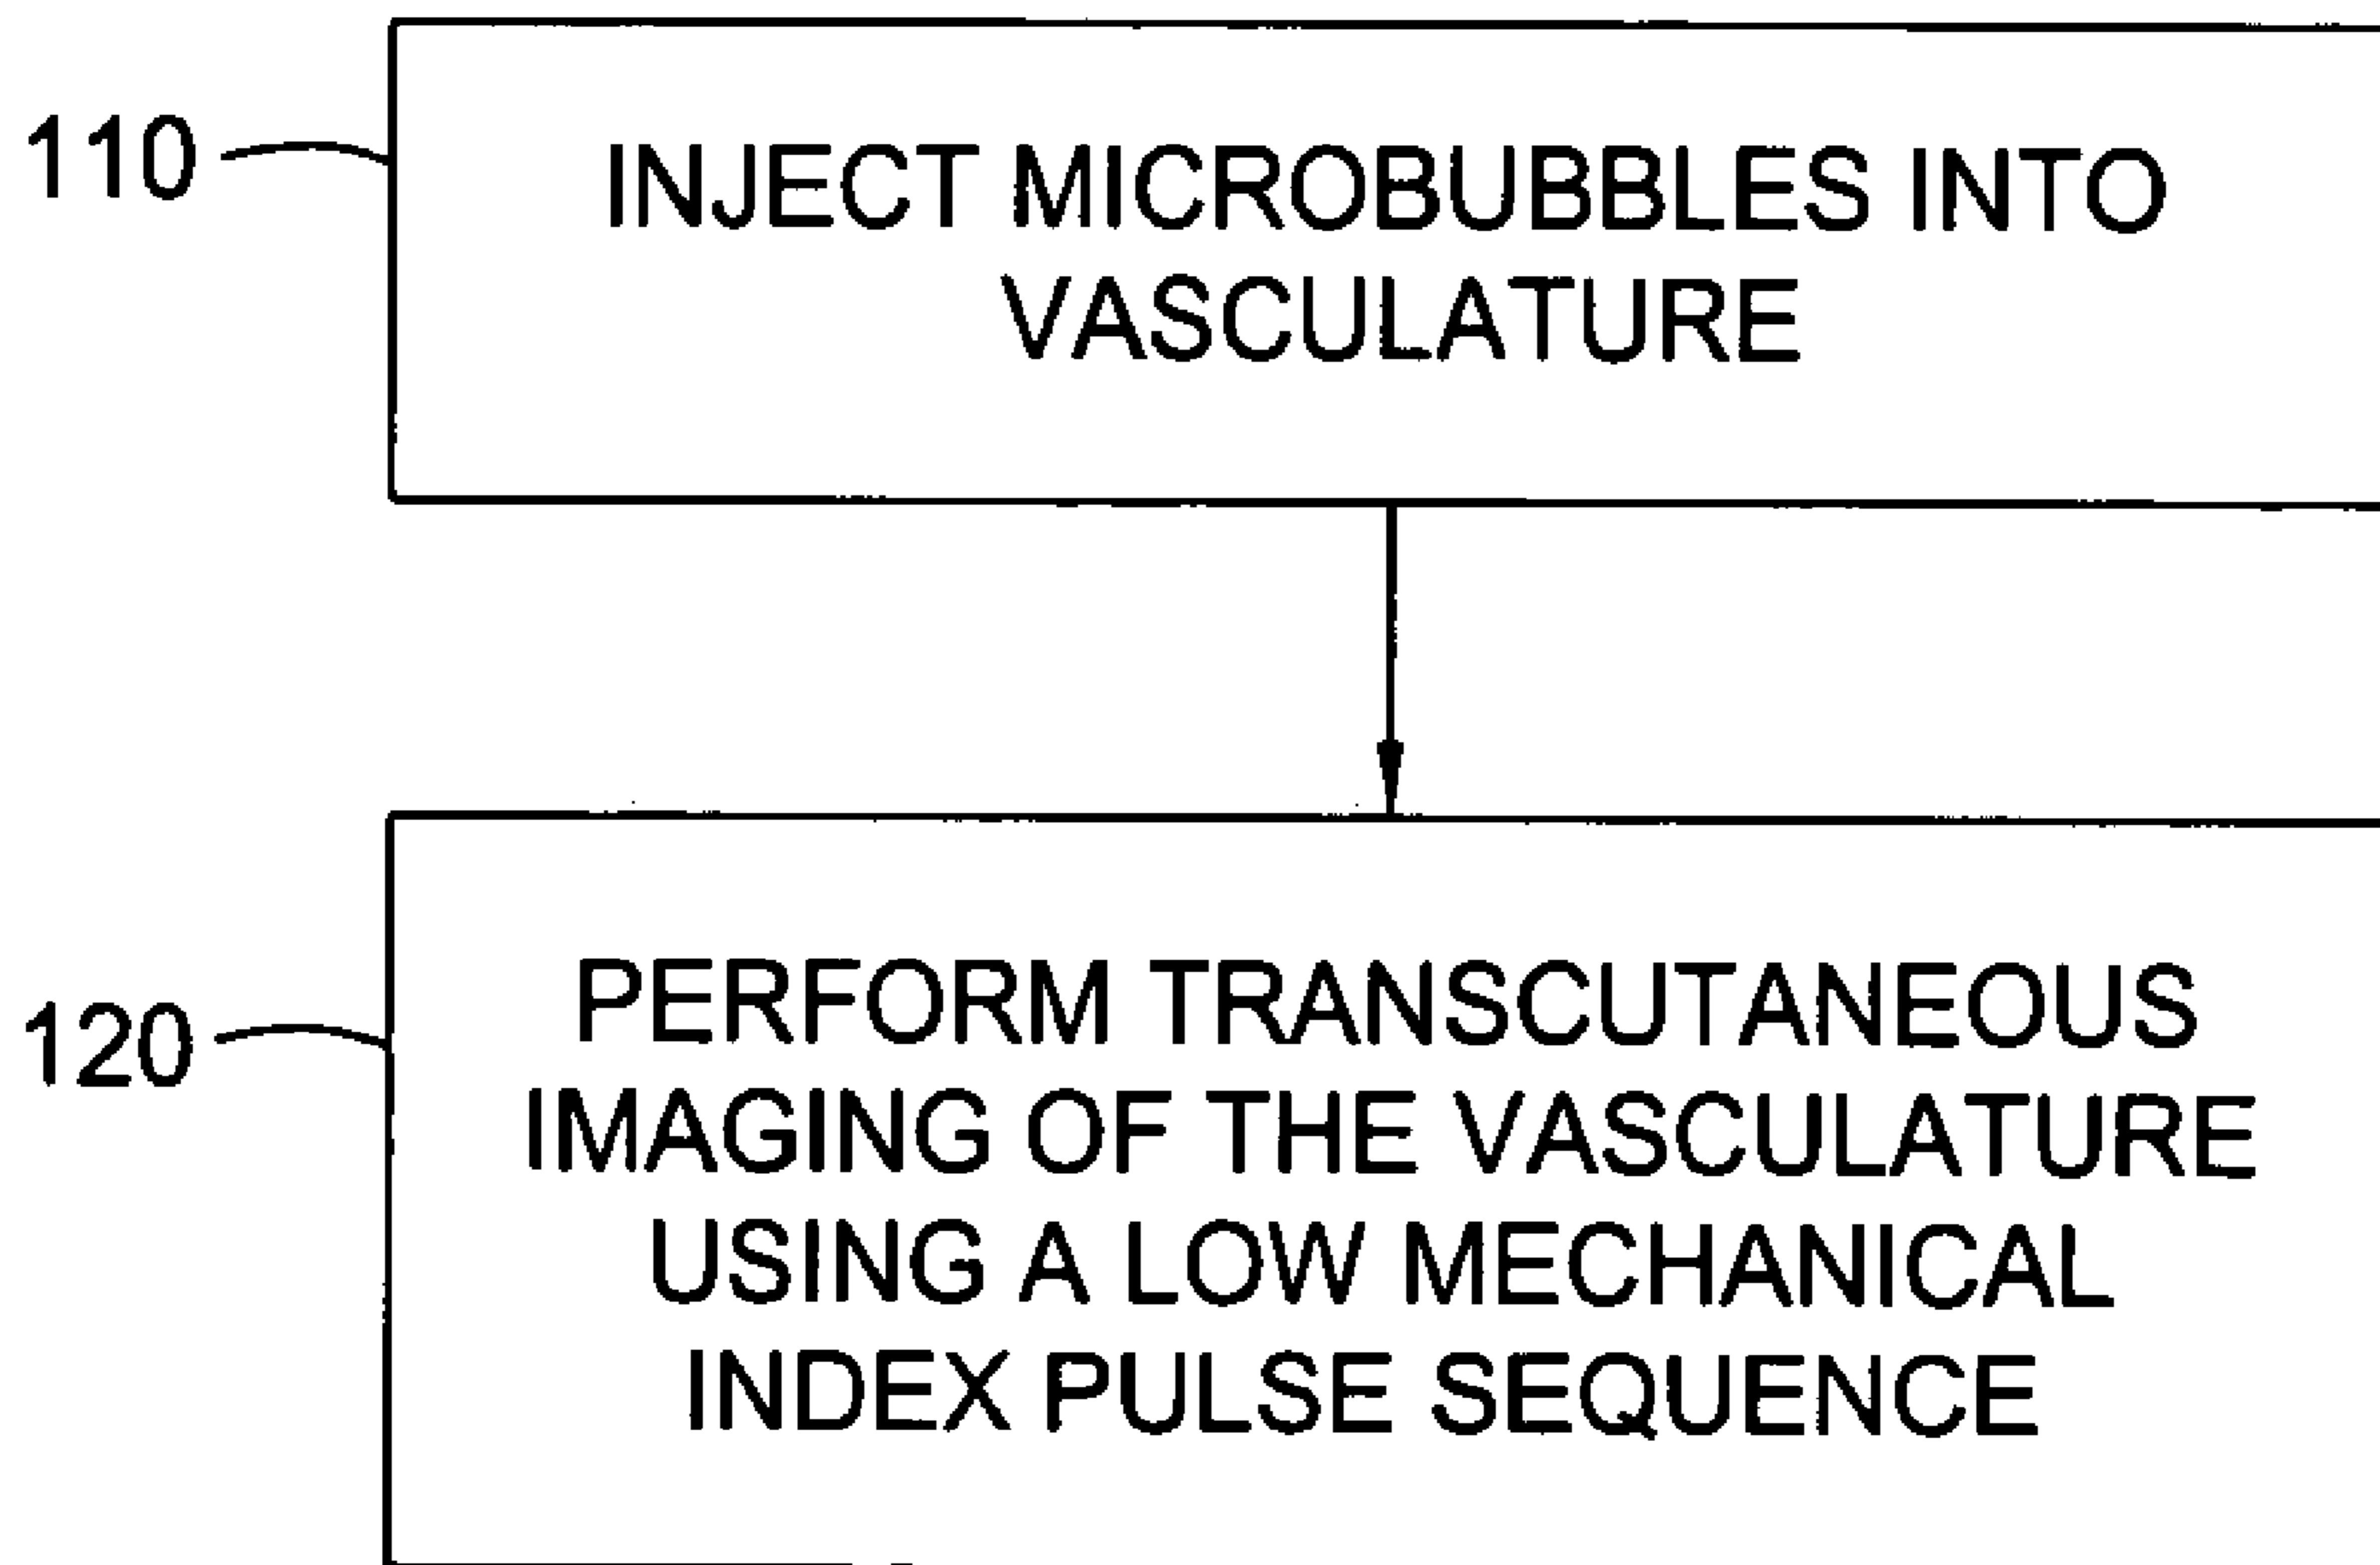 110
INJECT MICROBUBBLES INTO
VASCULATURE
120
PERFORM TRANSCUTANEOUS
IMAGING OF THE VASCULATURE
USING A LOW MECHANICAL
INDEX PULSE SEQUENCE